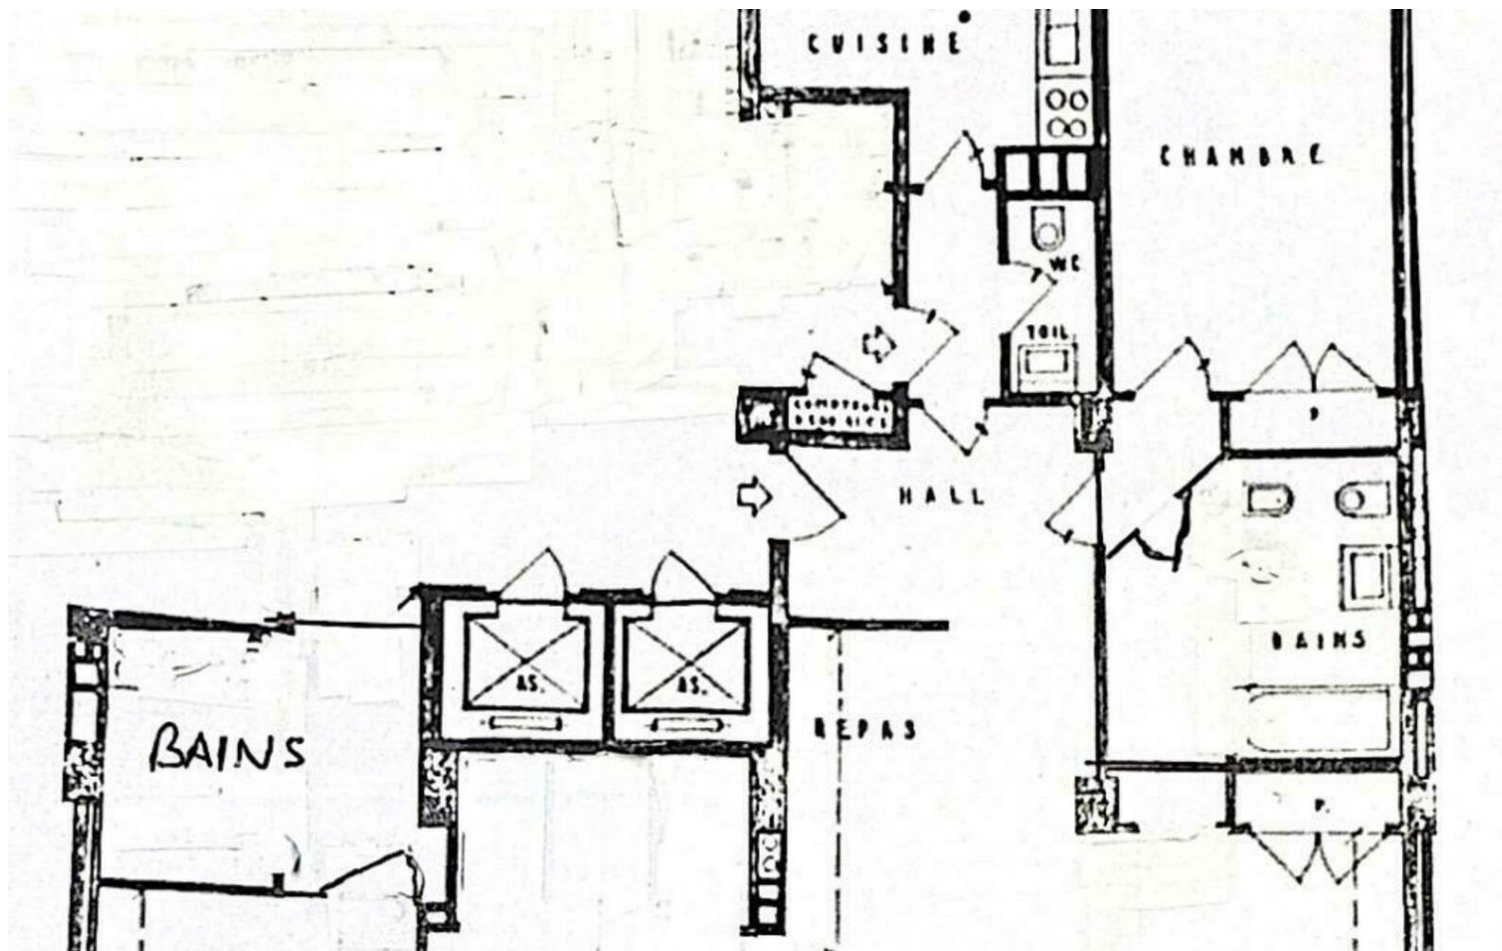 CUISINE
CHAMBRE
WC
TOIL
P
HALL
BAINS
AS.
AS.
REPAS
BAINS
P.